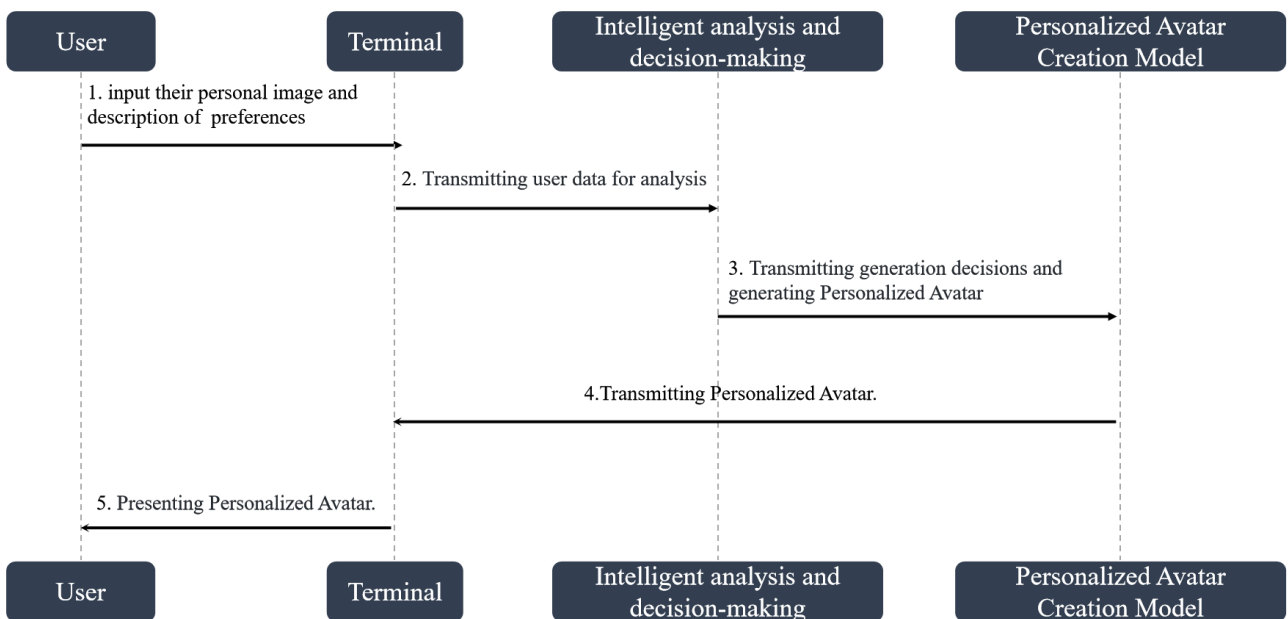 User
Terminal
Intelligent analysis and
decision-making
Personalized Avatar
Creation Model
1. input their personal image and
description of preferences
2. Transmitting user data for analysis
3. Transmitting generation decisions and
generating Personalized Avatar
4.Transmitting Personalized Avatar.
5. Presenting Personalized Avatar.
User
Terminal
Intelligent analysis and
decision-making
Personalized Avatar
Creation Model